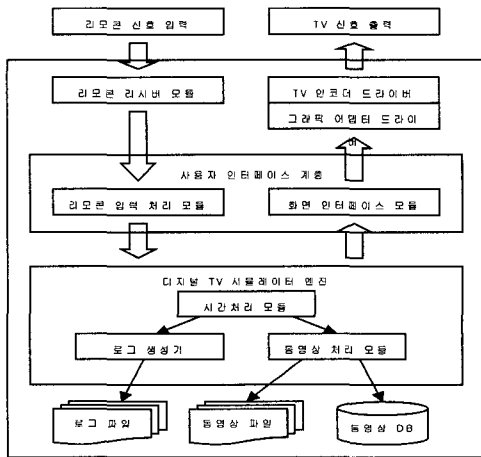 리모콘 신호 입력
TV 신호 출력
리모콘 리시버 모듈
TV 인코더 드라이버
그래픽 어댑터 드라이
버
사용자 인터페이스 계층
리모콘 입력 처리 모듈
화면 인터페이스 모듈
디지털 TV 시뮬레이터 엔진
시간처리 모듈
로그 생성기
동영상 처리 모듈
로그 파일
동영상 파일
동영상 DB